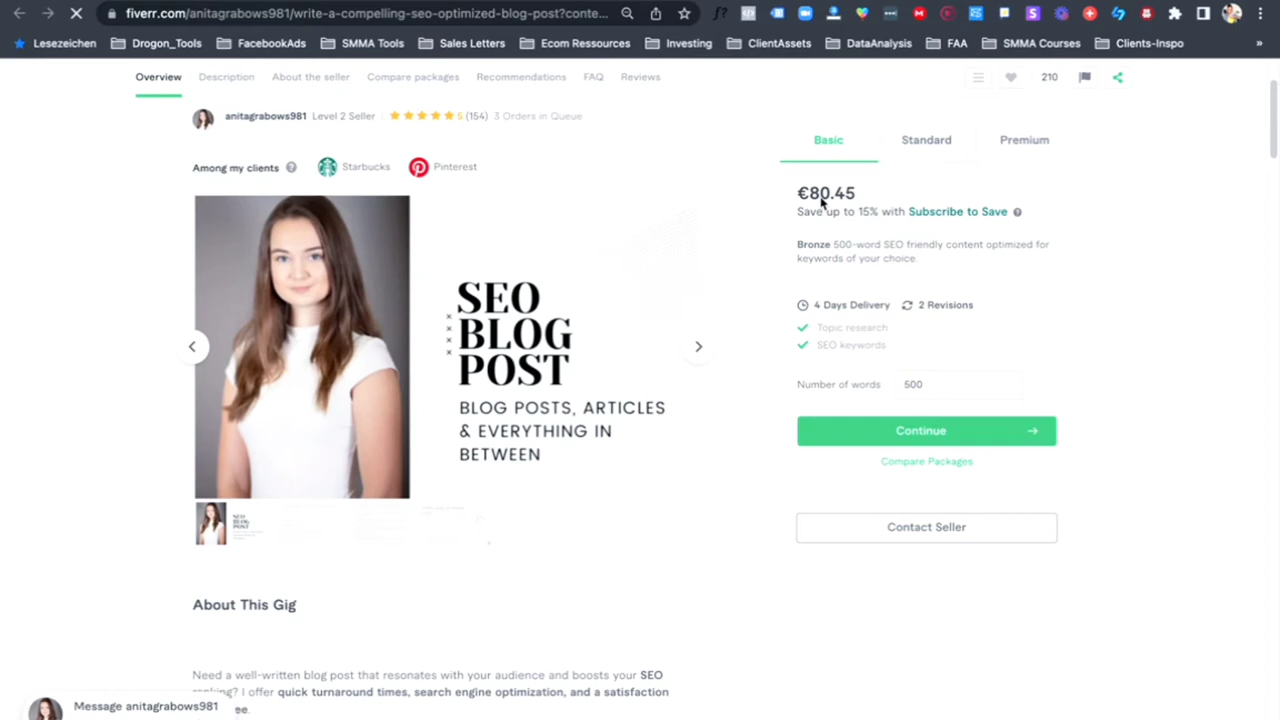 fiverr.com/anitagrabows981/write-a-compelling-seo-optimized-blog-post?conte...
Lesezeichen Drogon_Tools FacebookAds SMMA Tools Sales Letters Ecom Ressources Investing ClientAssets DataAnalysis FAA SMMA Courses Clients-Inspo »
Overview Description About the seller Compare packages Recommendations FAQ Reviews 210
anitagrabows981 Level 2 Seller 5 (154) 3 Orders in Queue
Among my clients Starbucks Pinterest
SEO
BLOG
POST
BLOG POSTS, ARTICLES
& EVERYTHING IN
BETWEEN
Basic Standard Premium
€80.45
Save up to 15% with Subscribe to Save
Bronze 500-word SEO friendly content optimized for
keywords of your choice.
4 Days Delivery 2 Revisions
Topic research
SEO keywords
Number of words 500
Continue →
Compare Packages
Contact Seller
About This Gig
Need a well-written blog post that resonates with your audience and boosts your SEO
ranking? I offer quick turnaround times, search engine optimization, and a satisfaction
Message anitagrabows981